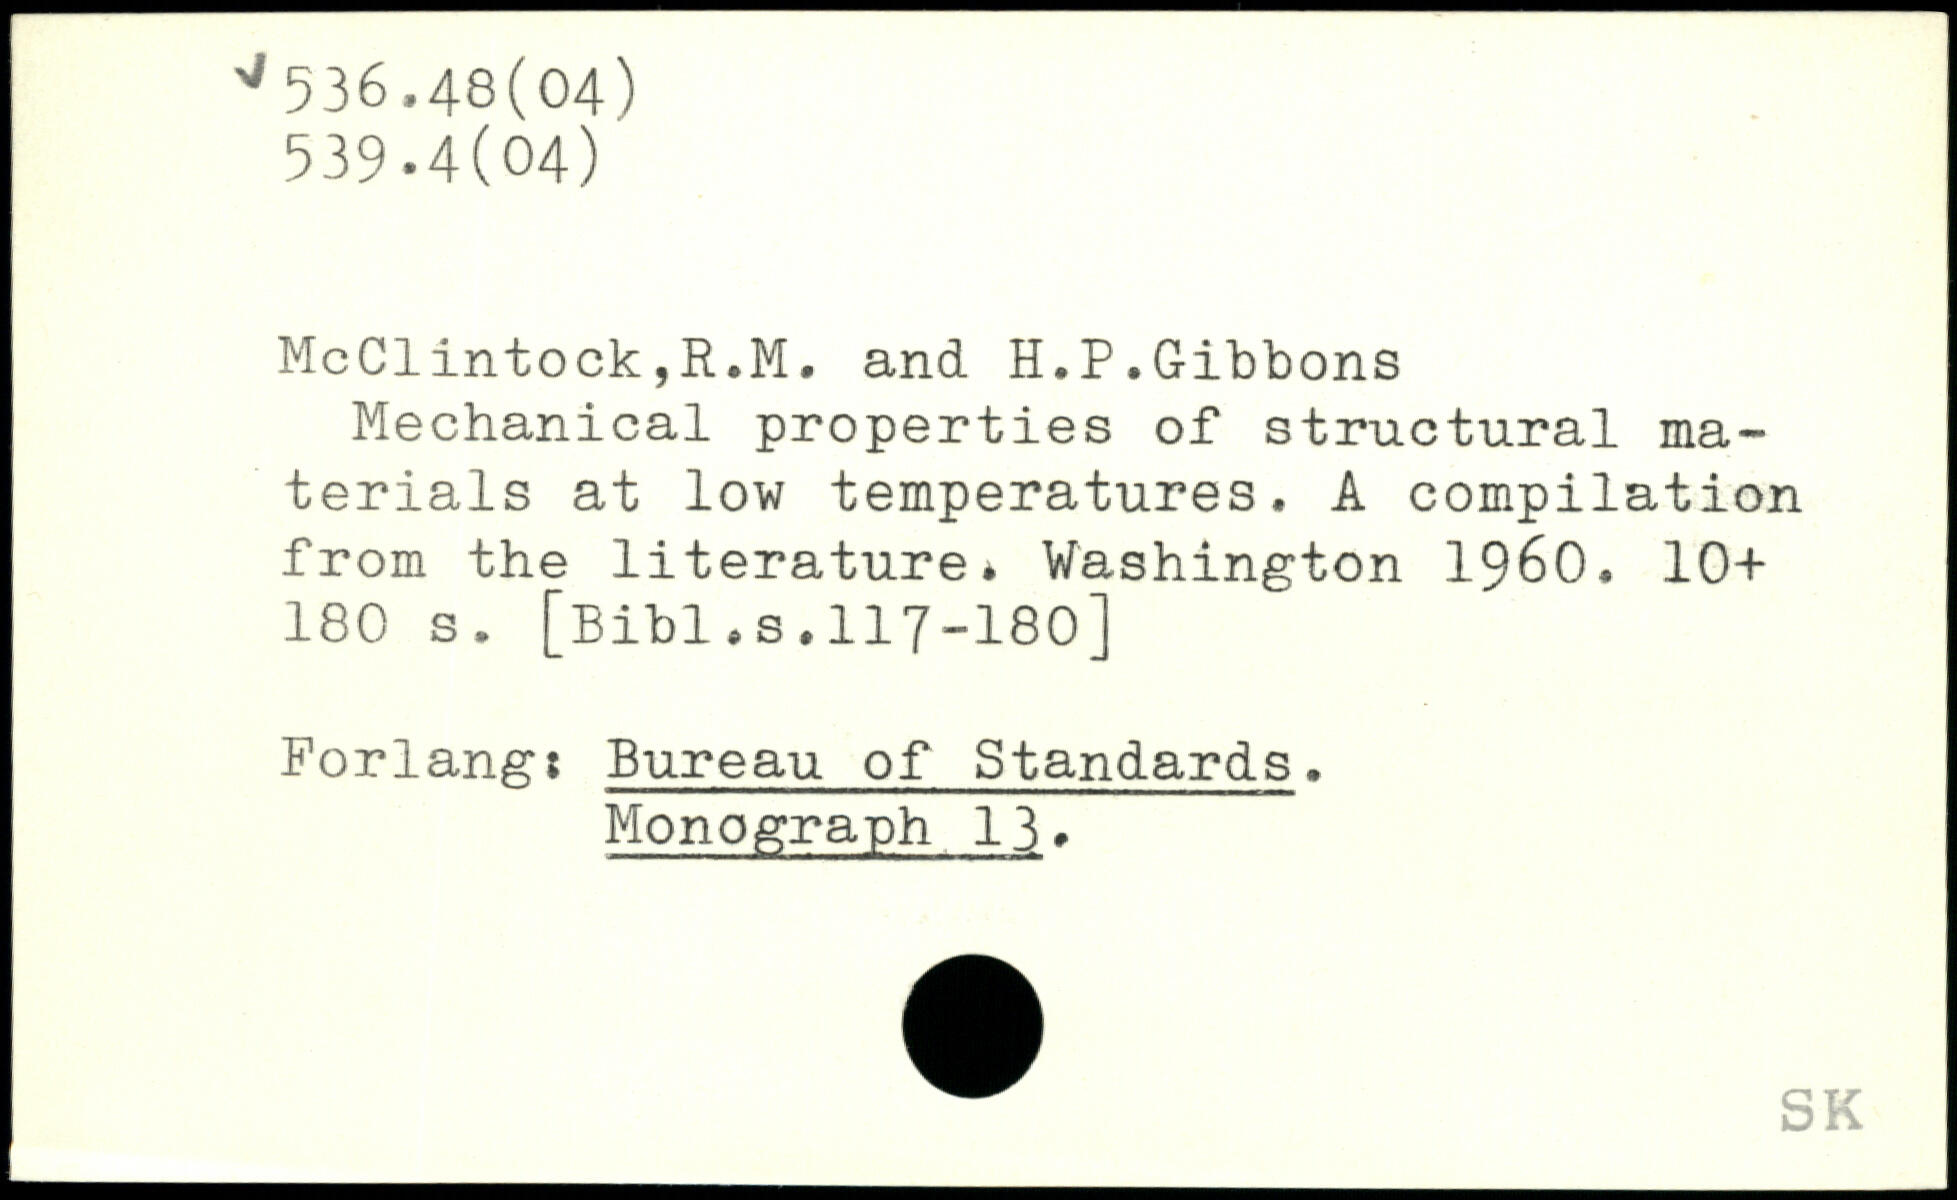 ✓536.48(04)
539.4(04)
McClintock,R.M. and H.P.Gibbons
Mechanical properties of structural ma-
terials at low temperatures. A compilation
from the literature. Washington 1960. 10+
180 s. [Bibl.s.117-180]
Forlang: Bureau of Standards.
Monograph 13.
SK